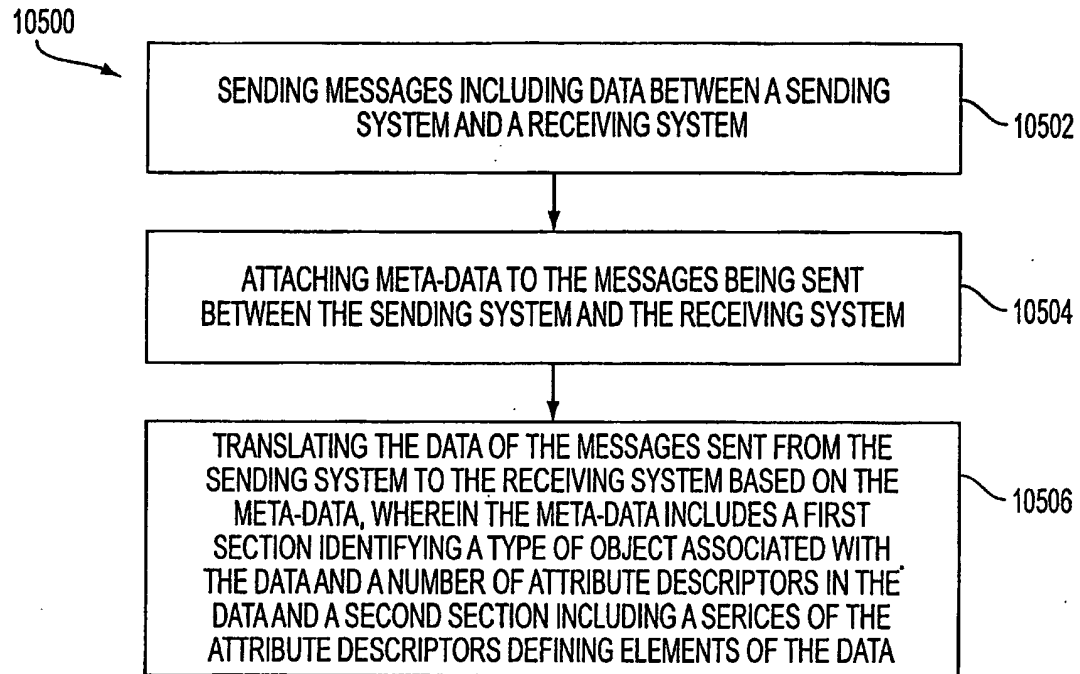 10500
SENDING MESSAGES INCLUDING DATA BETWEEN A SENDING
SYSTEM AND A RECEIVING SYSTEM
10502
ATTACHING META-DATA TO THE MESSAGES BEING SENT
BETWEEN THE SENDING SYSTEM AND THE RECEIVING SYSTEM
10504
TRANSLATING THE DATA OF THE MESSAGES SENT FROM THE
SENDING SYSTEM TO THE RECEIVING SYSTEM BASED ON THE
META-DATA, WHEREIN THE META-DATA INCLUDES A FIRST
SECTION IDENTIFYING A TYPE OF OBJECT ASSOCIATED WITH
THE DATA AND A NUMBER OF ATTRIBUTE DESCRIPTORS IN THE
DATA AND A SECOND SECTION INCLUDING A SERICES OF THE
ATTRIBUTE DESCRIPTORS DEFINING ELEMENTS OF THE DATA
10506